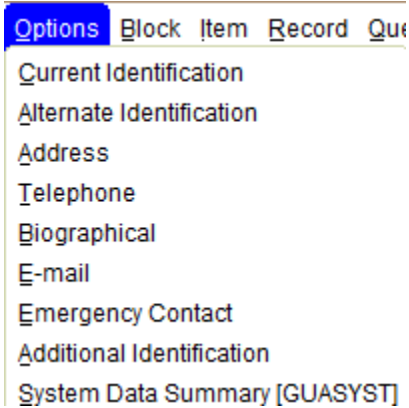 Options Block Item Record Que
Current Identification
Alternate Identification
Address
Telephone
Biographical
E-mail
Emergency Contact
Additional Identification
System Data Summary [GUASYST]